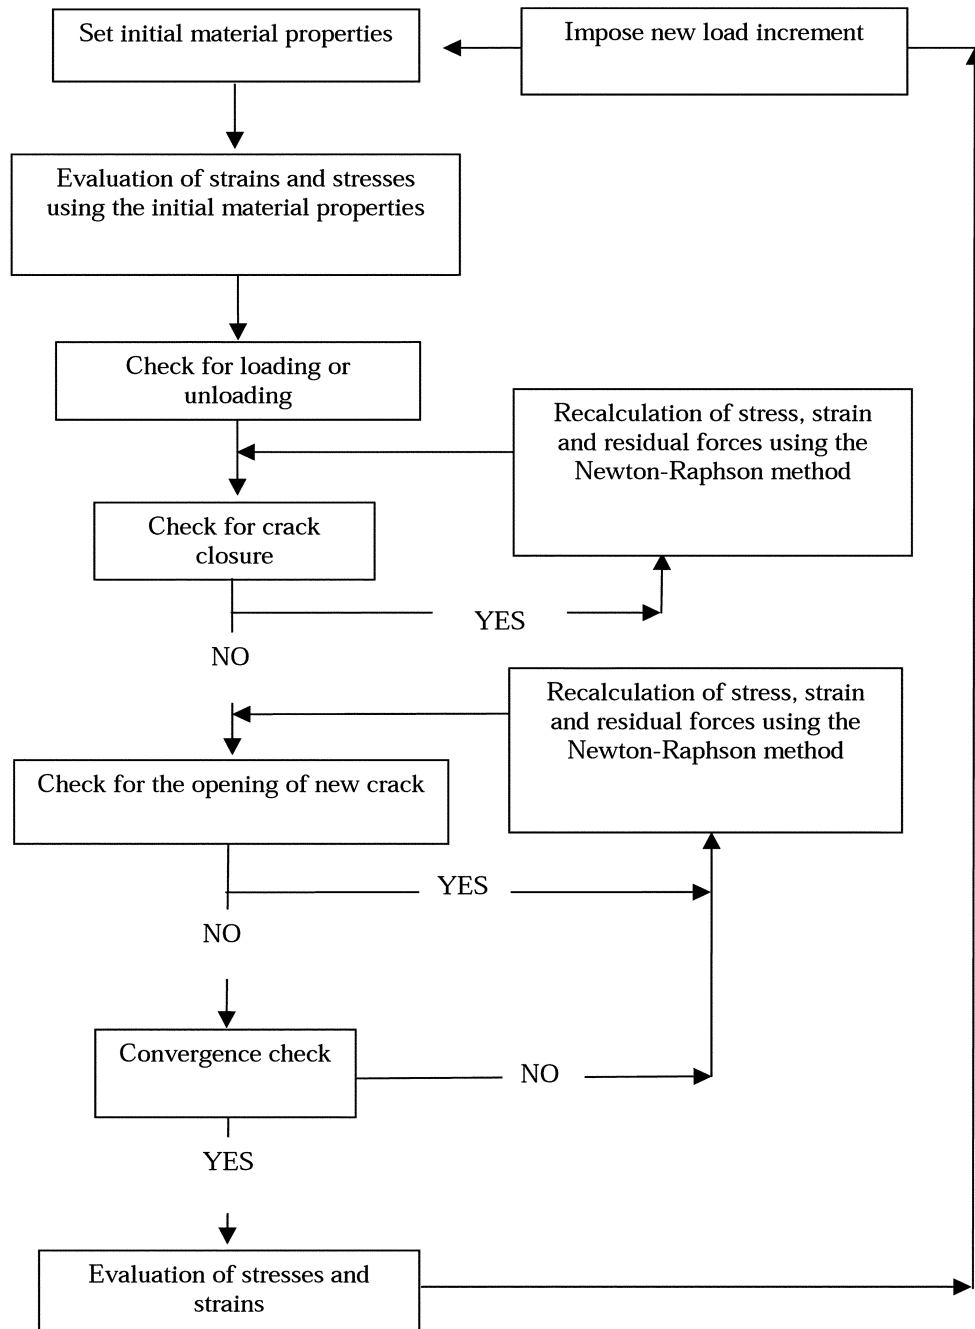 Set initial material properties
Impose new load increment
Evaluation of strains and stresses
using the initial material properties
Check for loading or
unloading
Recalculation of stress, strain
and residual forces using the
Newton-Raphson method
Check for crack
closure
YES
NO
Recalculation of stress, strain
and residual forces using the
Newton-Raphson method
Check for the opening of new crack
YES
NO
Convergence check
NO
YES
Evaluation of stresses and
strains